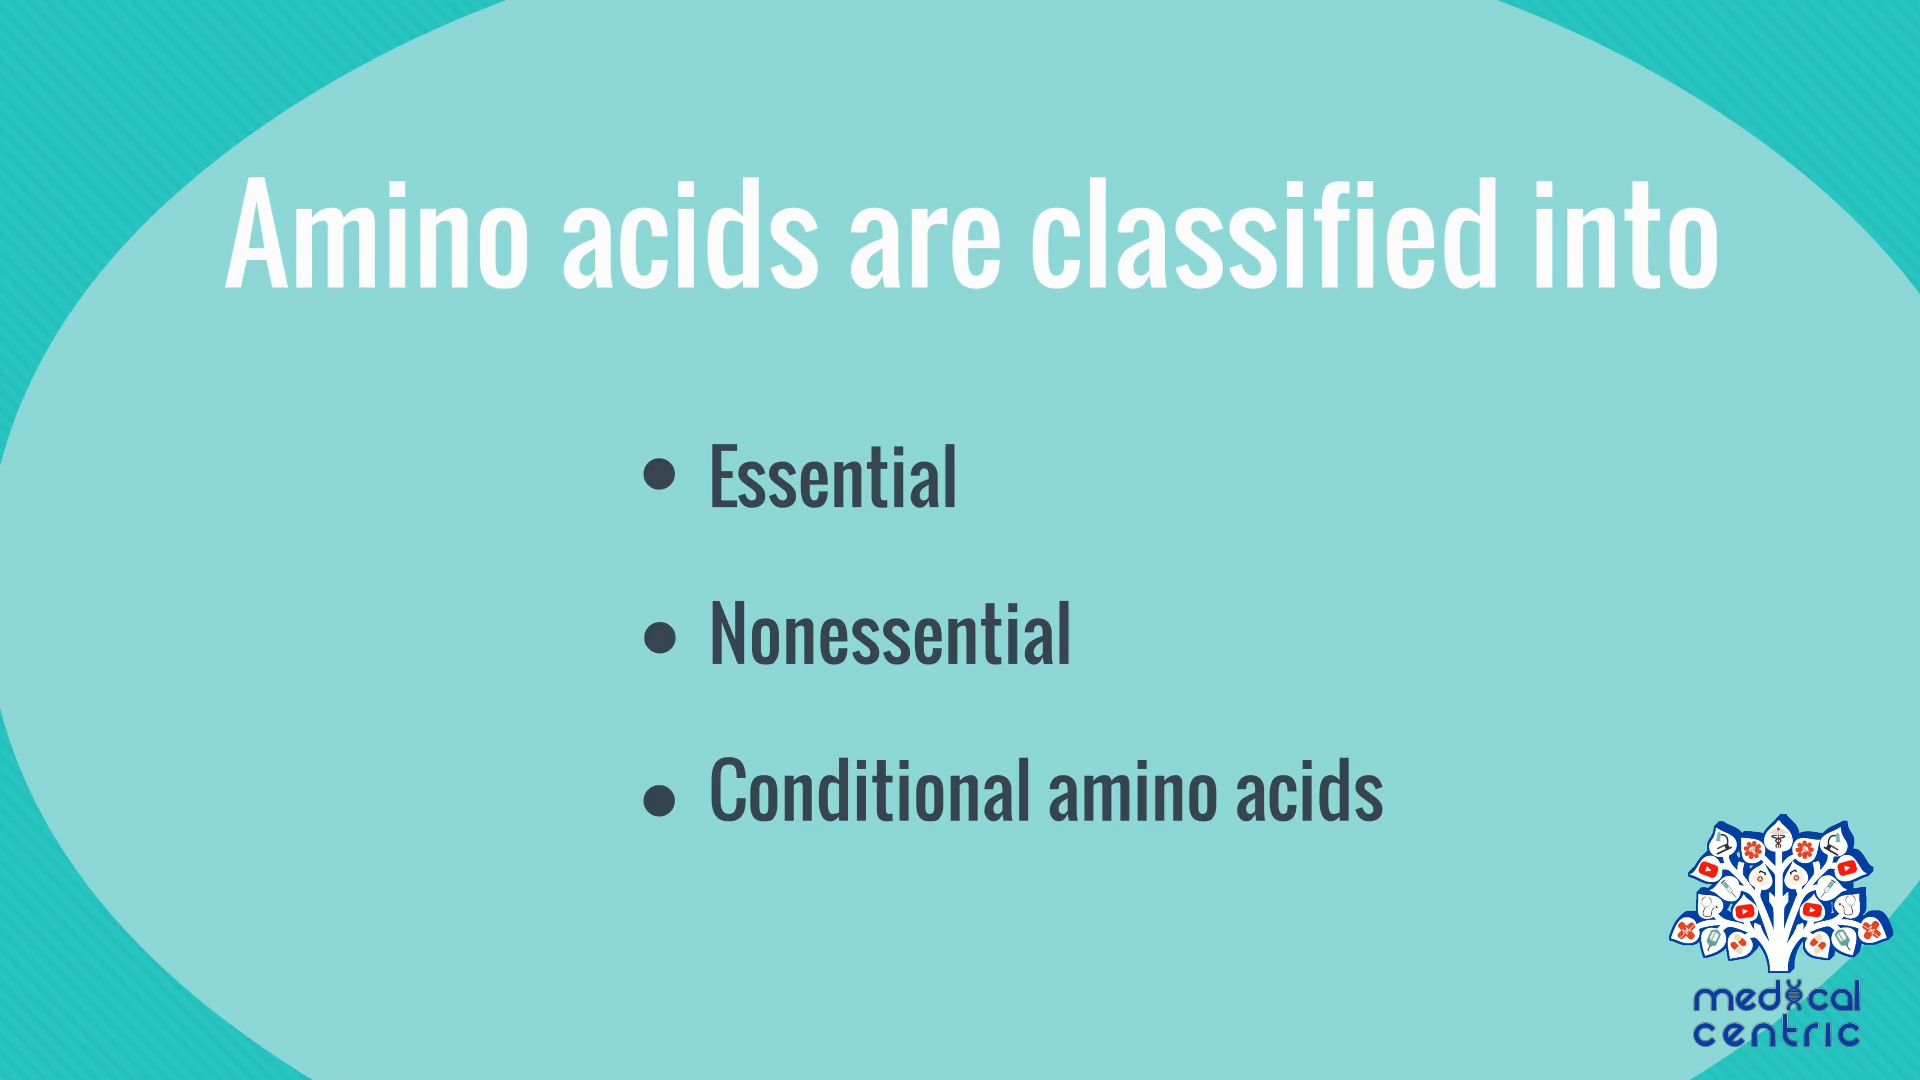 Amino acids are classified into
• Essential
• Nonessential
• Conditional amino acids
medical
centric